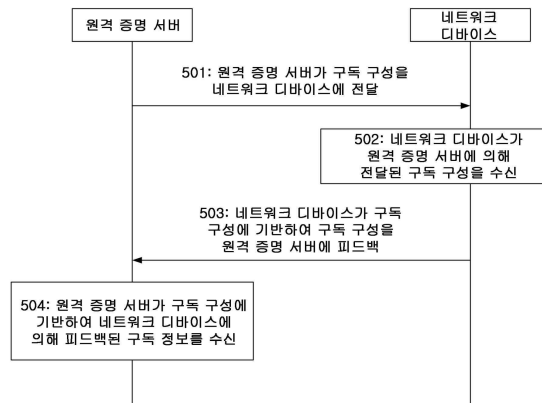 원격 증명 서버
네트워크
디바이스
501: 원격 증명 서버가 구독 구성을
네트워크 디바이스에 전달
502: 네트워크 디바이스가
원격 증명 서버에 의해
전달된 구독 구성을 수신
503: 네트워크 디바이스가 구독
구성에 기반하여 구독 구성을
원격 증명 서버에 피드백
504: 원격 증명 서버가 구독 구성에
기반하여 네트워크 디바이스에
의해 피드백된 구독 정보를 수신